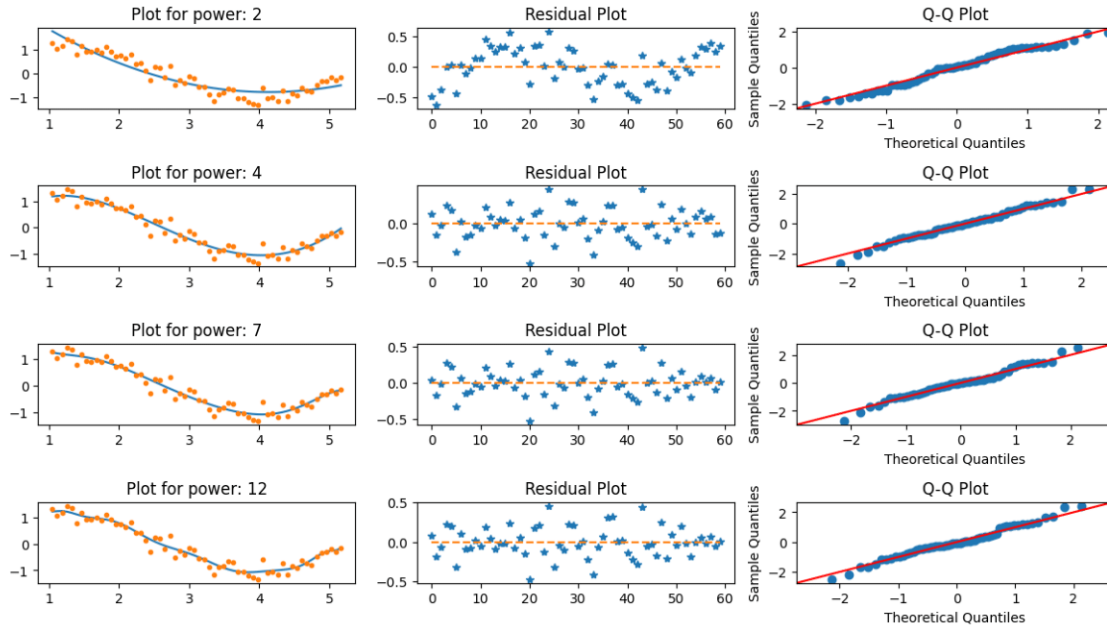 Plot for power: 2
1
0
−1
1 2 3 4 5
Residual Plot
0.5
0.0
−0.5
0 10 20 30 40 50 60
Q-Q Plot
Sample Quantiles
2
0
−2
−2 −1 0 1 2
Theoretical Quantiles
Plot for power: 4
1
0
−1
1 2 3 4 5
Residual Plot
0.0
−0.5
0 10 20 30 40 50 60
Q-Q Plot
Sample Quantiles
2
0
−2
−1 0 1 2
Theoretical Quantiles
Plot for power: 7
1
0
−1
1 2 3 4 5
Residual Plot
0.5
0.0
−0.5
0 10 20 30 40 50 60
Q-Q Plot
Sample Quantiles
2
0
−2
−2 −1 0 1 2
Theoretical Quantiles
Plot for power: 12
1
0
−1
1 2 3 4 5
Residual Plot
0.5
0.0
−0.5
0 10 20 30 40 50 60
Q-Q Plot
Sample Quantiles
2
0
−2
−2 −1 0 1 2
Theoretical Quantiles